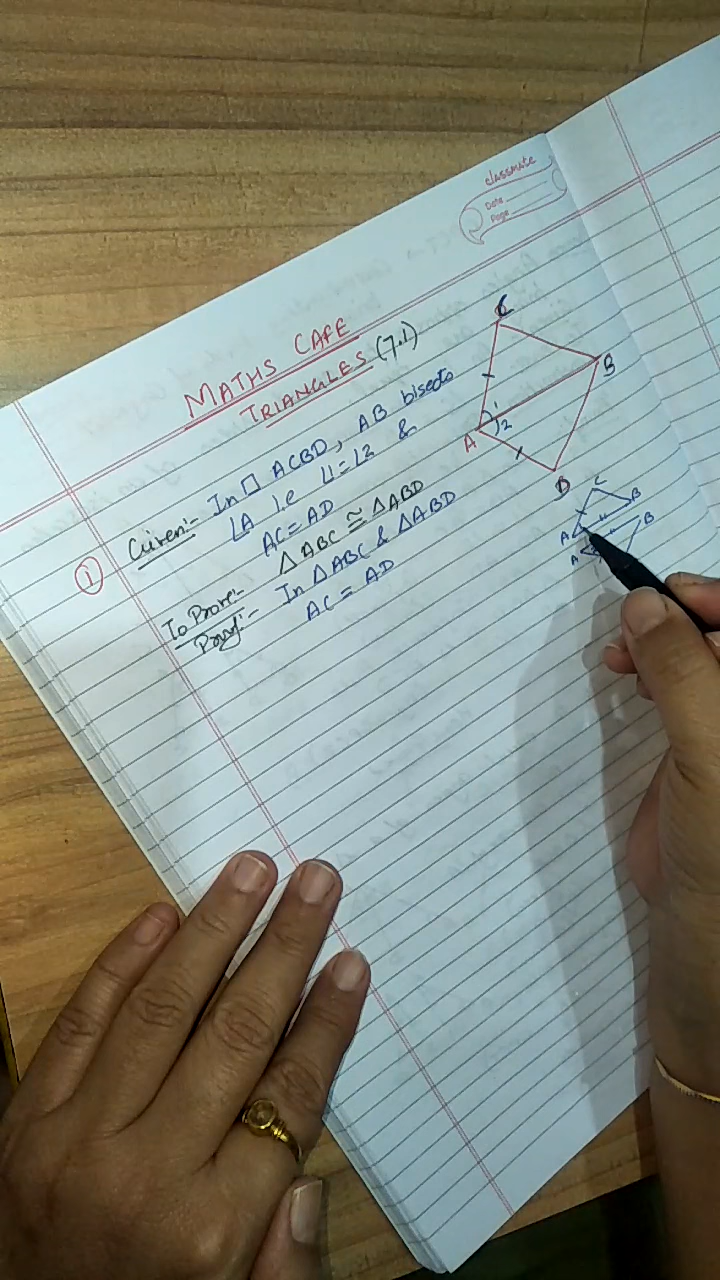 classmate
Date
Page
MATHS CAFE
TRIANGLES (7.1)
① Given:- In □ ACBD, AB bisects
∠A i.e ∠1=∠2 &
AC=AD
To Prove:- △ABC ≅ △ABD
Proof:- In △ABC & △ABD
AC = AD
C
B
A
1
2
D
C
B
A
B
A